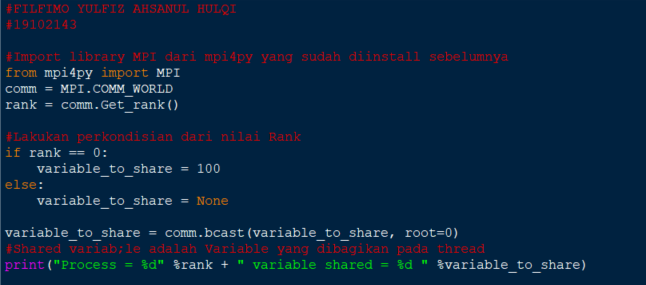 #FILFIMO YULFIZ AHSANUL HULQI
#19102143
#Import library MPI dari mpi4py yang sudah diinstall sebelumnya
from mpi4py import MPI
comm = MPI.COMM_WORLD
rank = comm.Get_rank()
#Lakukan perkondisian dari nilai Rank
if rank == 0:
    variable_to_share = 100
else:
    variable_to_share = None
variable_to_share = comm.bcast(variable_to_share, root=0)
#Shared variab;le adalah Variable yang dibagikan pada thread
print("Process = %d" %rank + " variable shared = %d " %variable_to_share)